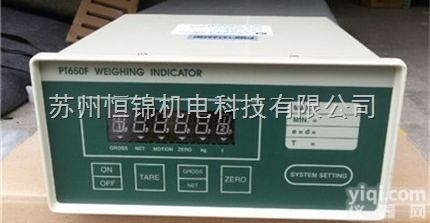 PT650F WEIGHING INDICATOR
苏州恒锦机电科技有限公司
MIN. =
e = d =
T =
GROSS NET MOTION ZERO kg t
ON
OFF
TARE
GROSS
NET
ZERO
SYSTEM SETTING
yiqi.com